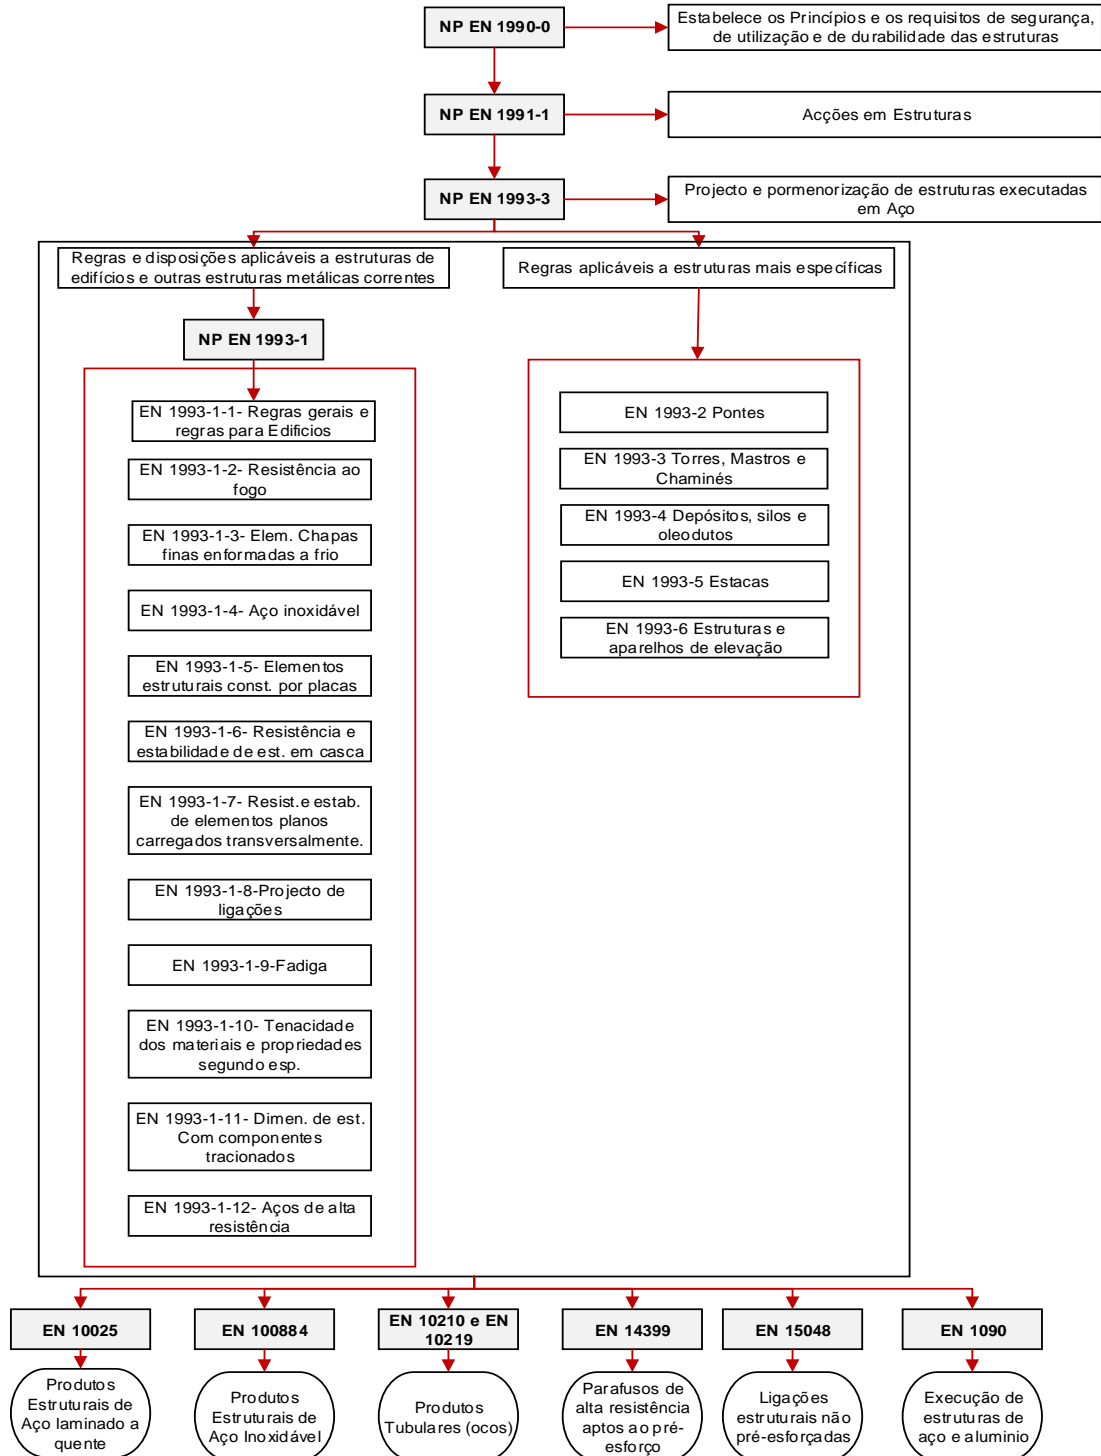 NP EN 1990-0
Estabelece os Princípios e os requisitos de segurança,
de utilização e de durabilidade das estruturas
NP EN 1991-1
Acções em Estruturas
NP EN 1993-3
Projecto e pormenorização de estruturas executadas
em Aço
Regras e disposições aplicáveis a estruturas de
edifícios e outras estruturas metálicas correntes
Regras aplicáveis a estruturas mais específicas
NP EN 1993-1
EN 1993-1-1- Regras gerais e
regras para Edificios
EN 1993-1-2- Resistência ao
fogo
EN 1993-1-3- Elem. Chapas
finas enformadas a frio
EN 1993-1-4- Aço inoxidável
EN 1993-1-5- Elementos
estruturais const. por placas
EN 1993-1-6- Resistência e
estabilidade de est. em casca
EN 1993-1-7- Resist.e estab.
de elementos planos
carregados transversalmente.
EN 1993-1-8-Projecto de
ligações
EN 1993-1-9-Fadiga
EN 1993-1-10- Tenacidade
dos materiais e propriedades
segundo esp.
EN 1993-1-11- Dimen. de est.
Com componentes
tracionados
EN 1993-1-12- Aços de alta
resistência
EN 1993-2 Pontes
EN 1993-3 Torres, Mastros e
Chaminés
EN 1993-4 Depósitos, silos e
oleodutos
EN 1993-5 Estacas
EN 1993-6 Estruturas e
aparelhos de elevação
EN 10025
EN 100884
EN 10210 e EN
10219
EN 14399
EN 15048
EN 1090
Produtos
Estruturais de
Aço laminado a
quente
Produtos
Estruturais de
Aço Inoxidável
Produtos
Tubulares (ocos)
Parafusos de
alta resistência
aptos ao pré-
esforço
Ligações
estruturais não
pré-esforçadas
Execução de
estruturas de
aço e aluminio